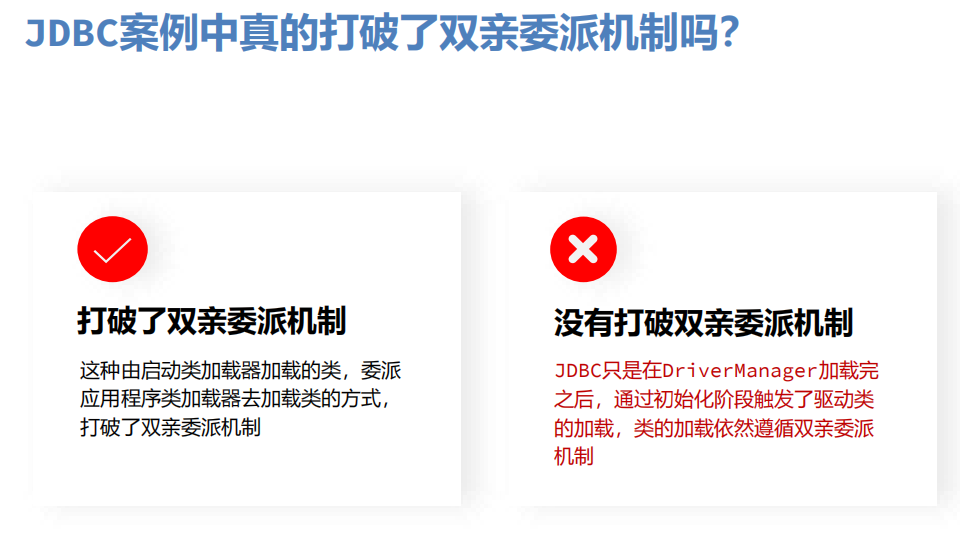 JDBC案例中真的打破了双亲委派机制吗？
打破了双亲委派机制
这种由启动类加载器加载的类，委派
应用程序类加载器去加载类的方式，
打破了双亲委派机制
没有打破双亲委派机制
JDBC只是在DriverManager加载完
之后，通过初始化阶段触发了驱动类
的加载，类的加载依然遵循双亲委派
机制